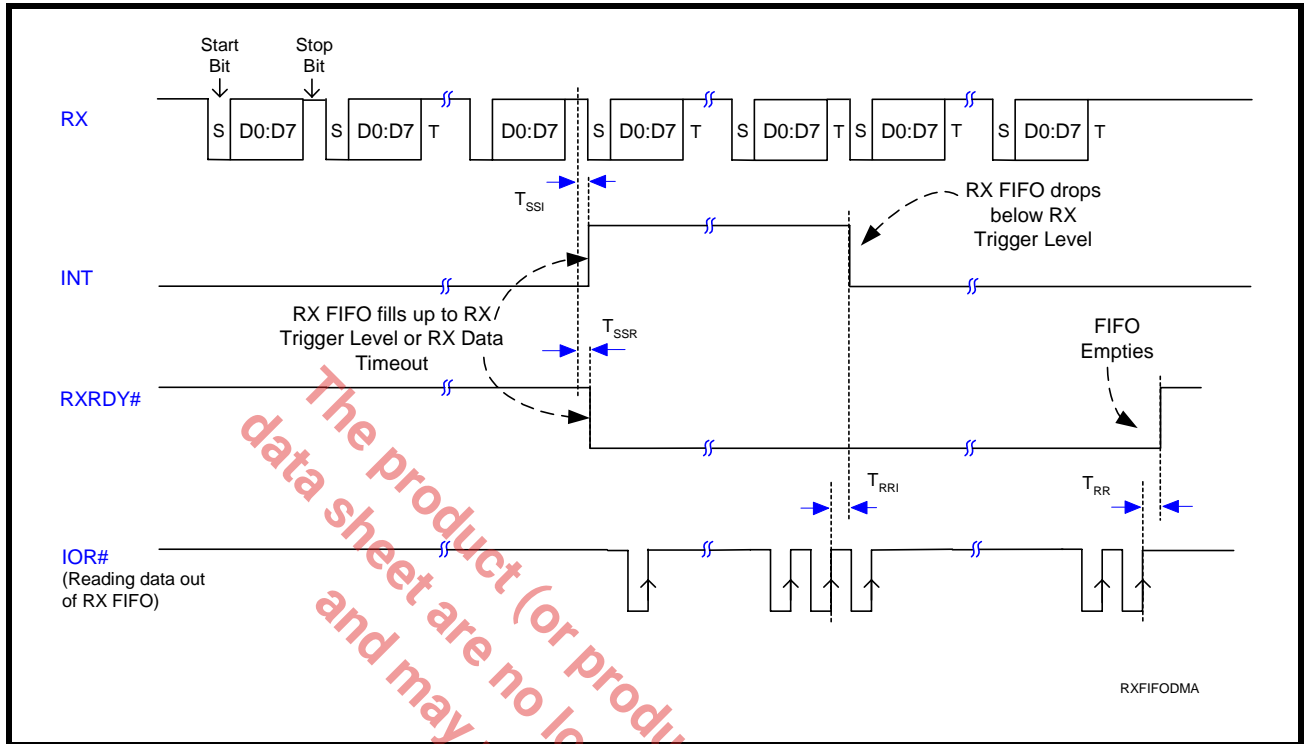 Start
Bit
Stop
Bit
RX
S D0:D7 S D0:D7 T D0:D7 S D0:D7 T S D0:D7 T S D0:D7 T S D0:D7 T
TSSI
RX FIFO drops
below RX
Trigger Level
INT
RX FIFO fills up to RX
Trigger Level or RX Data
Timeout
TSSR
FIFO
Empties
RXRDY#
TRRI
TRR
IOR#
(Reading data out
of RX FIFO)
RXFIFODMA
The product (or produ
data sheet are no lo
and may